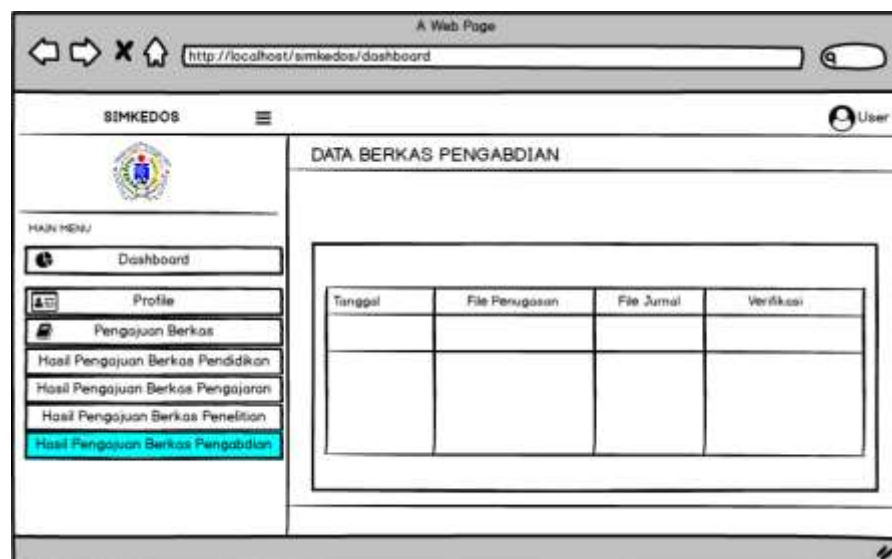 A Web Page
http://localhost/simkedos/dashboard
SIMKEDOS
User
DATA BERKAS PENGABDIAN
MAIN MENU
Dashboard
Profile
Pengajuan Berkas
Hasil Pengajuan Berkas Pendidikan
Hasil Pengajuan Berkas Pengajaran
Hasil Pengajuan Berkas Penelitian
Hasil Pengajuan Berkas Pengabdian
Tanggal File Penugasan File Jurnal Verifikasi